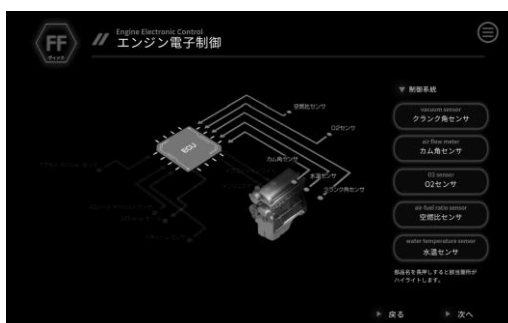 FF
Engine Electronic Control
エンジン電子制御
空燃比センサ
O2センサ
カム角センサ
水温センサ
クランク角センサ
ECU
▼ 制御系統
vacuum sensor
クランク角センサ
air flow meter
カム角センサ
O2 sensor
O2センサ
air-fuel ratio sensor
空燃比センサ
water temperature sensor
水温センサ
部品名を長押しすると該当箇所が
ハイライトします。
▶ 戻る
▶ 次へ